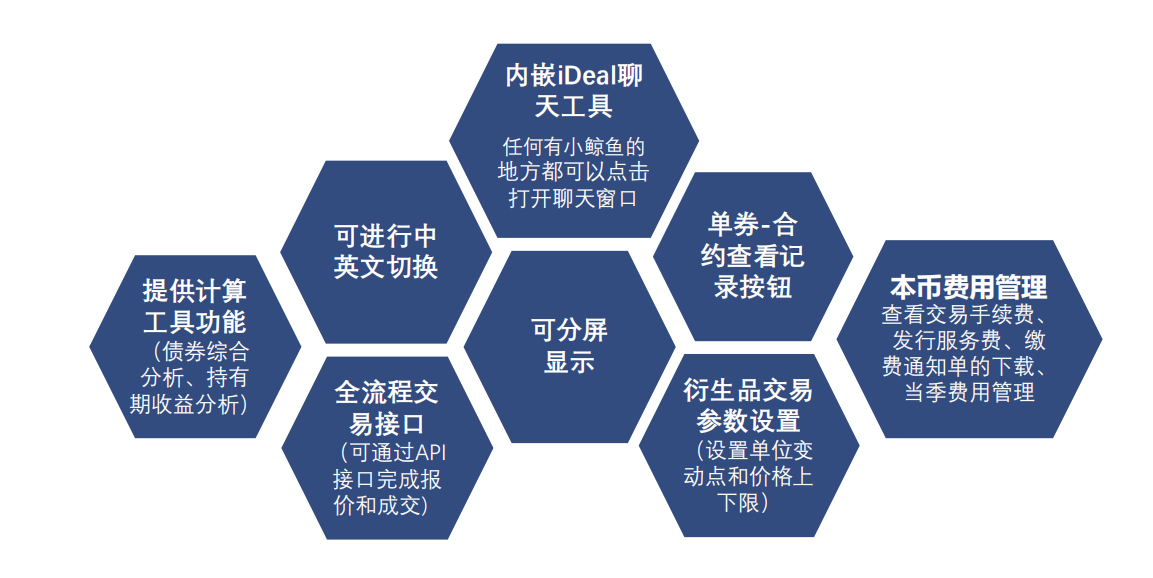 内嵌iDeal聊
天工具
任何有小鲸鱼的
地方都可以点击
打开聊天窗口
可进行中
英文切换
单券-合
约查看记
录按钮
提供计算
工具功能
（债券综合
分析、持有
期收益分析）
可分屏
显示
本币费用管理
查看交易手续费、
发行服务费、缴
费通知单的下载、
当季费用管理
全流程交
易接口
（可通过API
接口完成报
价和成交）
衍生品交易
参数设置
（设置单位变
动点和价格上
下限）